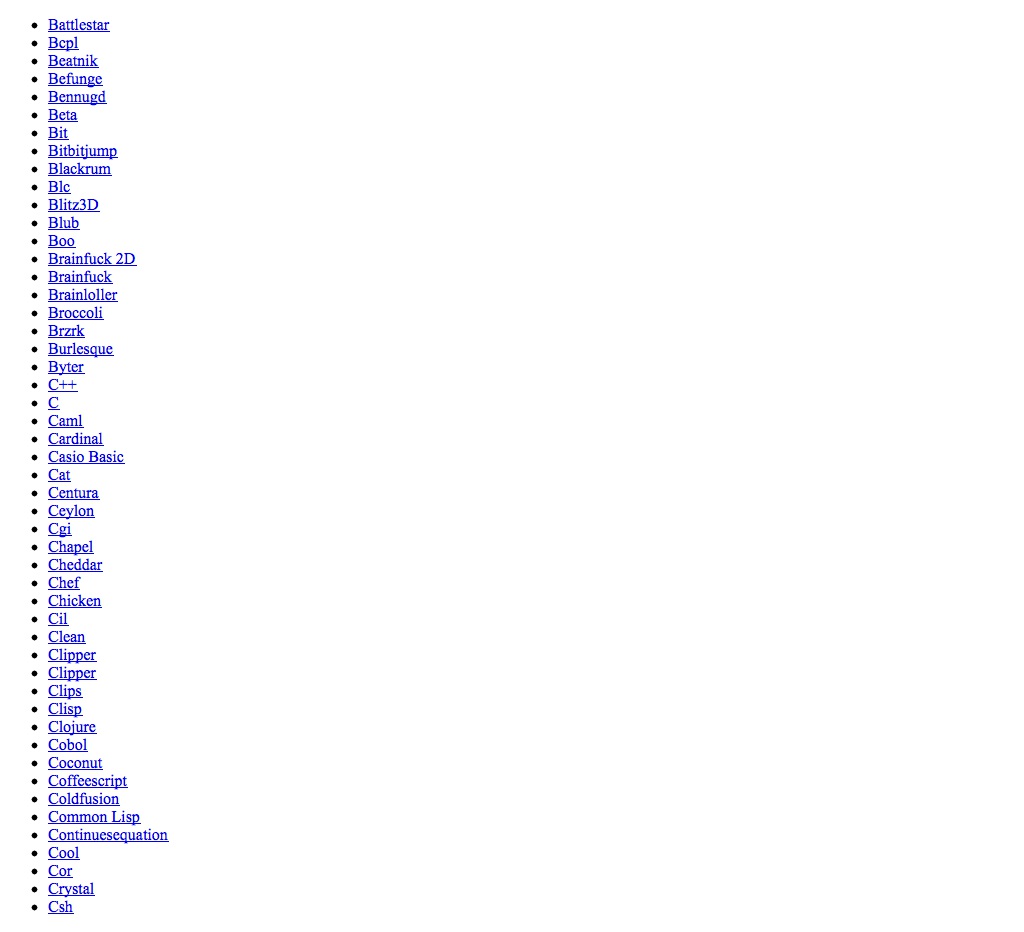 Battlestar
Bcpl
Beatnik
Befunge
Bennugd
Beta
Bit
Bitbitjump
Blackrum
Blc
Blitz3D
Blub
Boo
Brainfuck 2D
Brainfuck
Brainloller
Broccoli
Brzrk
Burlesque
Byter
C++
C
Caml
Cardinal
Casio Basic
Cat
Centura
Ceylon
Cgi
Chapel
Cheddar
Chef
Chicken
Cil
Clean
Clipper
Clipper
Clips
Clisp
Clojure
Cobol
Coconut
Coffeescript
Coldfusion
Common Lisp
Continuesequation
Cool
Cor
Crystal
Csh